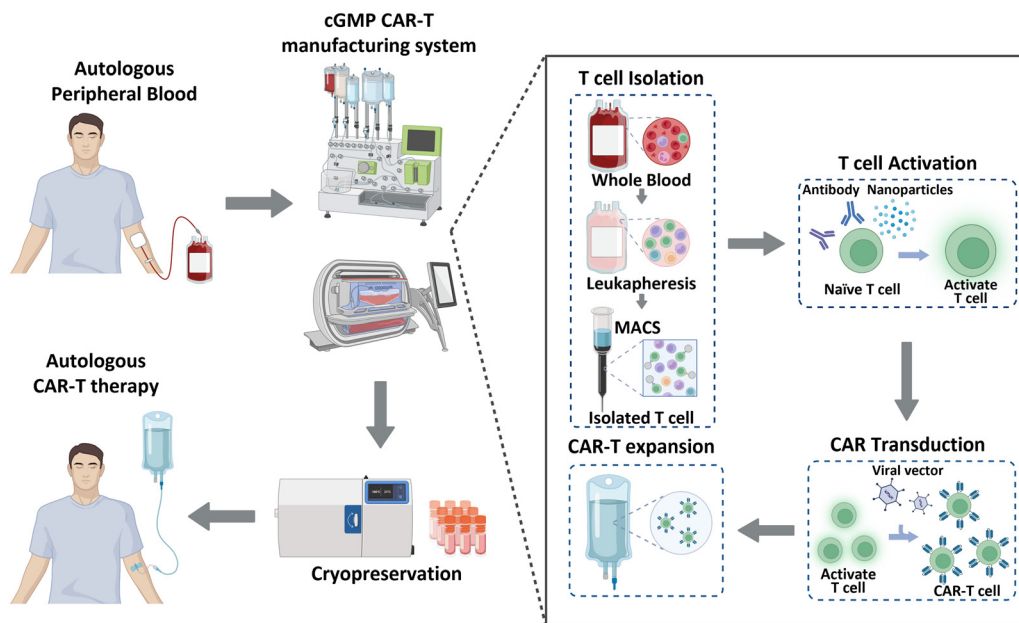 cGMP CAR-T
manufacturing system
Autologous
Peripheral Blood
Autologous
CAR-T therapy
Cryopreservation
T cell Isolation
Whole Blood
Leukapheresis
MACS
Isolated T cell
T cell Activation
Antibody Nanoparticles
Naïve T cell
Activate
T cell
CAR Transduction
Viral vector
Activate
T cell
CAR-T cell
CAR-T expansion